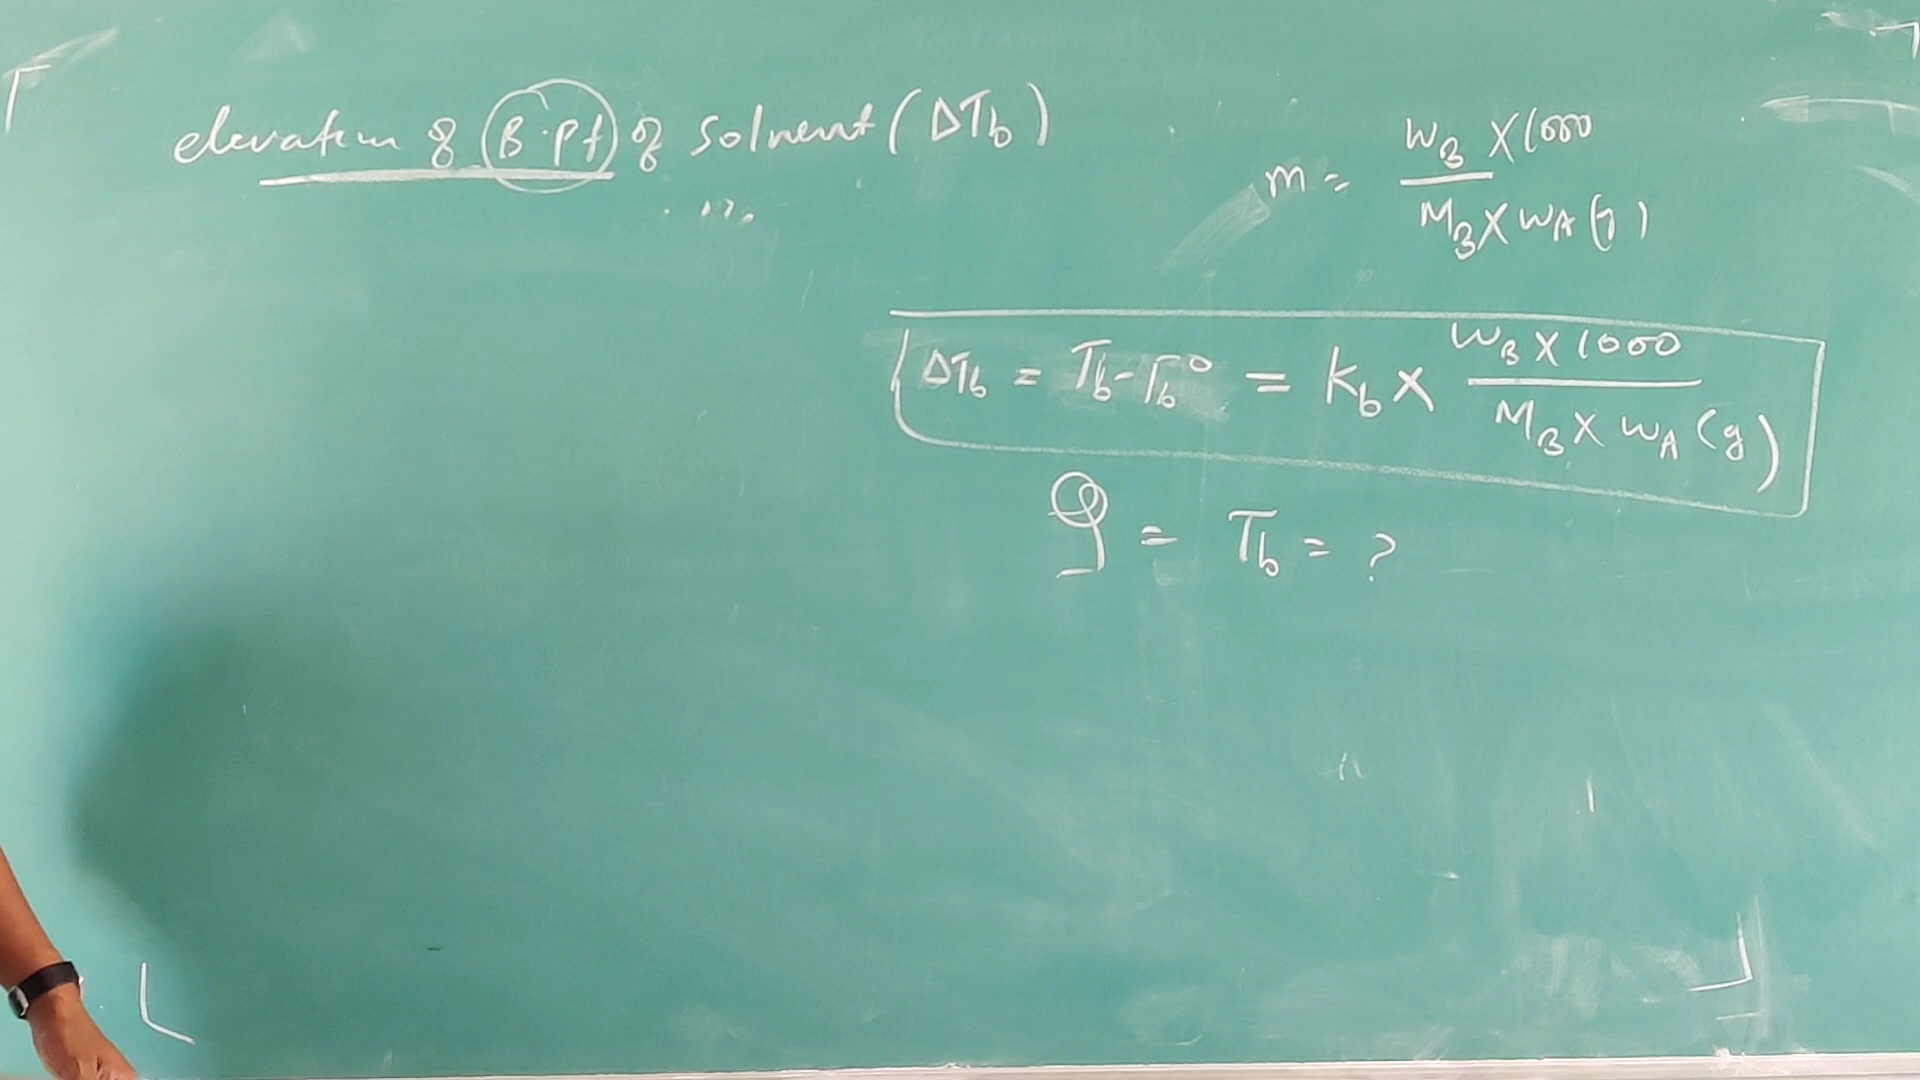 elevation of B.pt of solvent (ΔTb)
m = WB X 1000 / MB X WA (g)
ΔTb = Tb - Tb° = Kb X WB X 1000 / MB X WA (g)
Q = Tb = ?